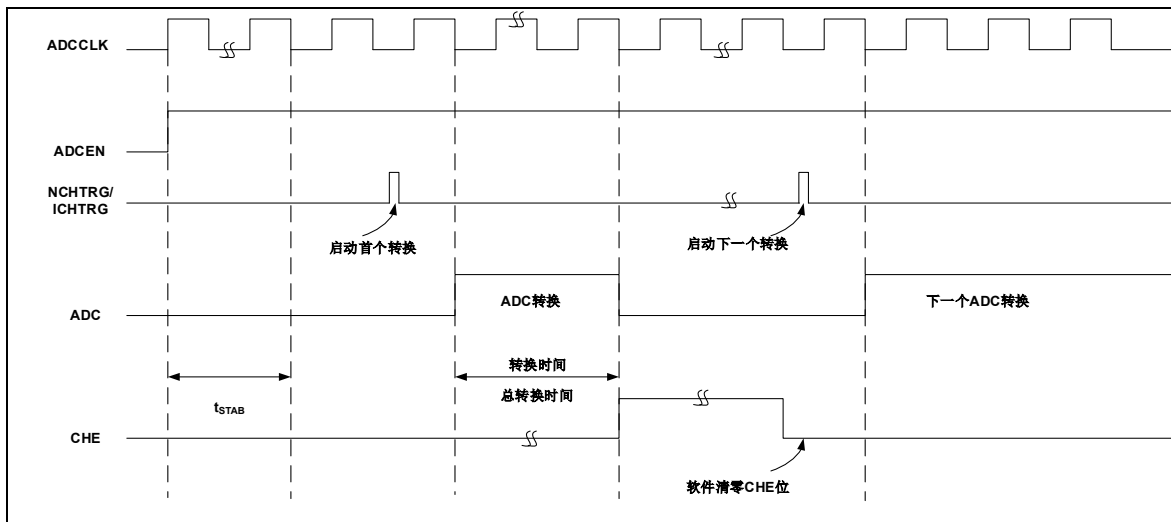 ADCCLK
ADCEN
NCHTRG/
ICHTRG
启动首个转换
启动下一个转换
ADC转换
下一个ADC转换
ADC
转换时间
总转换时间
tSTAB
CHE
软件清零CHE位